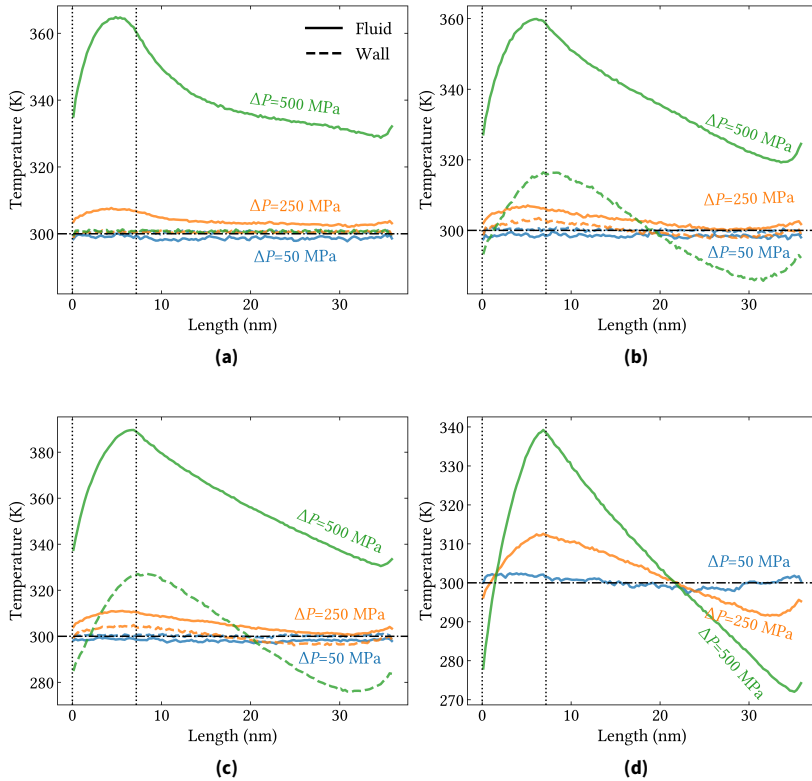 360
340
320
300
0
10
20
30
Temperature (K)
Length (nm)
Fluid
Wall
ΔP=500 MPa
ΔP=250 MPa
ΔP=50 MPa
(a)
360
340
320
300
0
10
20
30
Temperature (K)
Length (nm)
ΔP=500 MPa
ΔP=250 MPa
ΔP=50 MPa
(b)
380
360
340
320
300
280
0
10
20
30
Temperature (K)
Length (nm)
ΔP=500 MPa
ΔP=250 MPa
ΔP=50 MPa
(c)
340
330
320
310
300
290
280
270
0
10
20
30
Temperature (K)
Length (nm)
ΔP=50 MPa
ΔP=250 MPa
ΔP=500 MPa
(d)